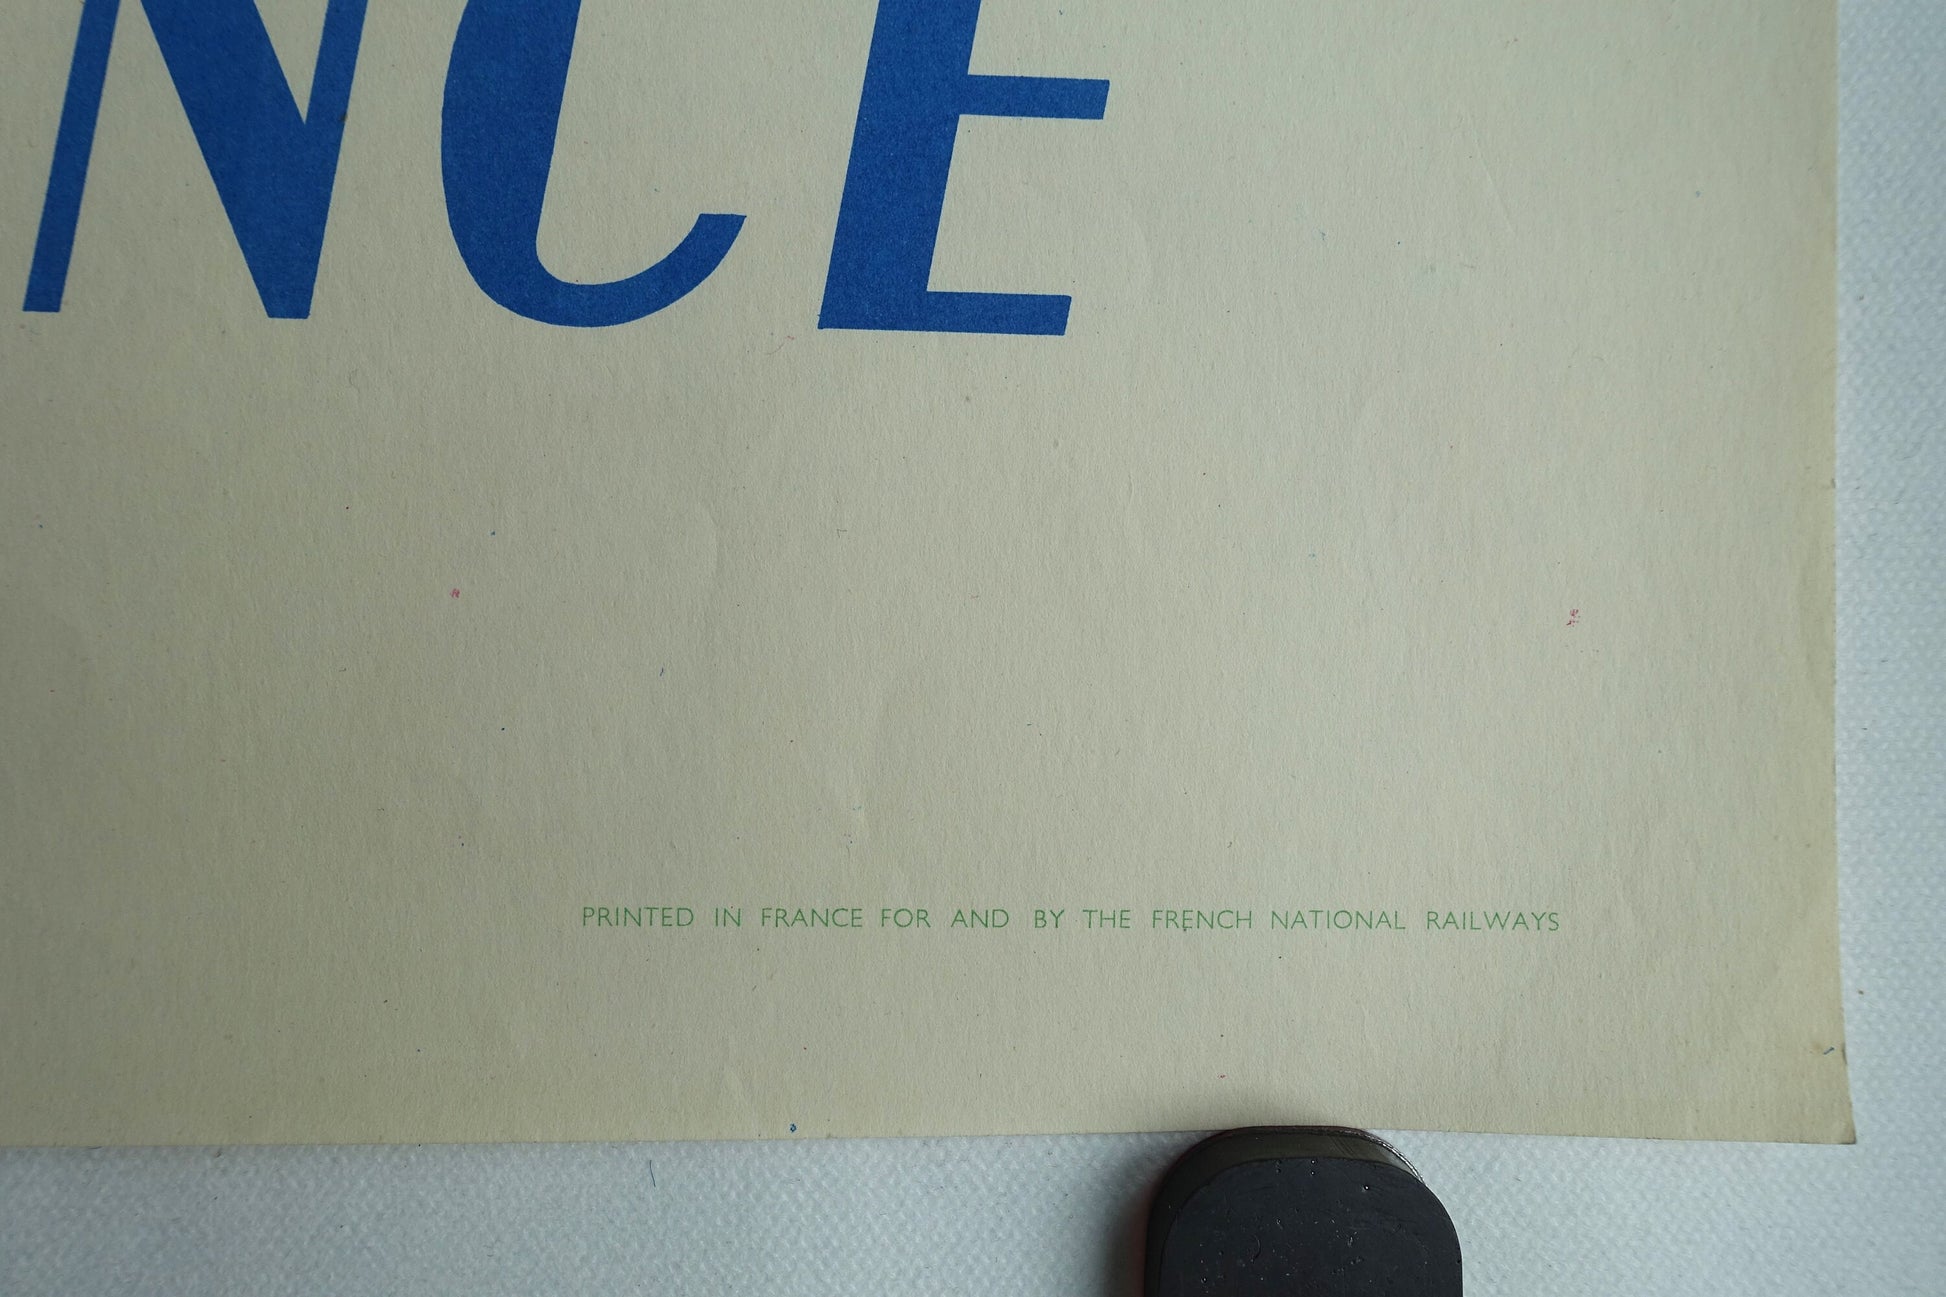 NCE
PRINTED IN FRANCE FOR AND BY THE FRENCH NATIONAL RAILWAYS